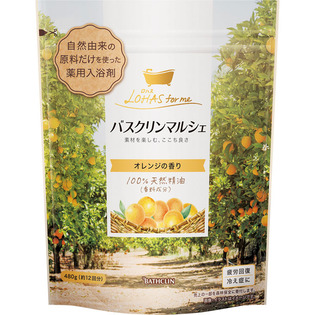 自然由来の
原料だけを使った
薬用入浴剤
LOHAS for me
バスクリンマルシェ
素材を楽しむ、ここち良さ
オレンジの香り
100%天然精油
(香料成分)
疲労回復
冷え症に
480g(約12回分)
BATHCLIN